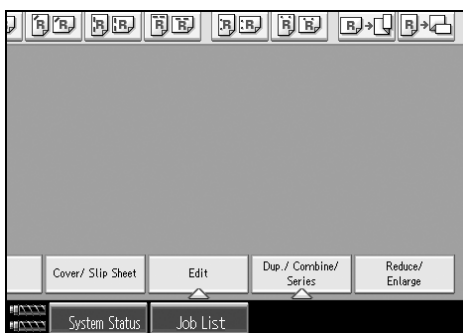 R R R R R R R R R R R R
Cover/ Slip Sheet Edit Dup./ Combine/ Reduce/
Series Enlarge
System Status Job List